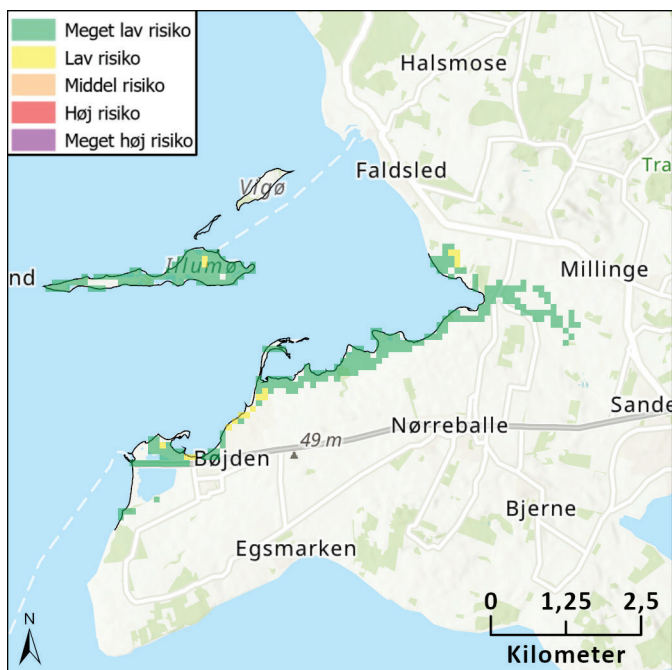 Meget lav risiko
Lav risiko
Middel risiko
Høj risiko
Meget høj risiko
Halsmose
Faldsled
Tra
Vigø
Illumø
nd
Millinge
Sande
Nørreballe
49 m
Bøjden
Bjerne
Egsmarken
N
0 1,25 2,5
Kilometer